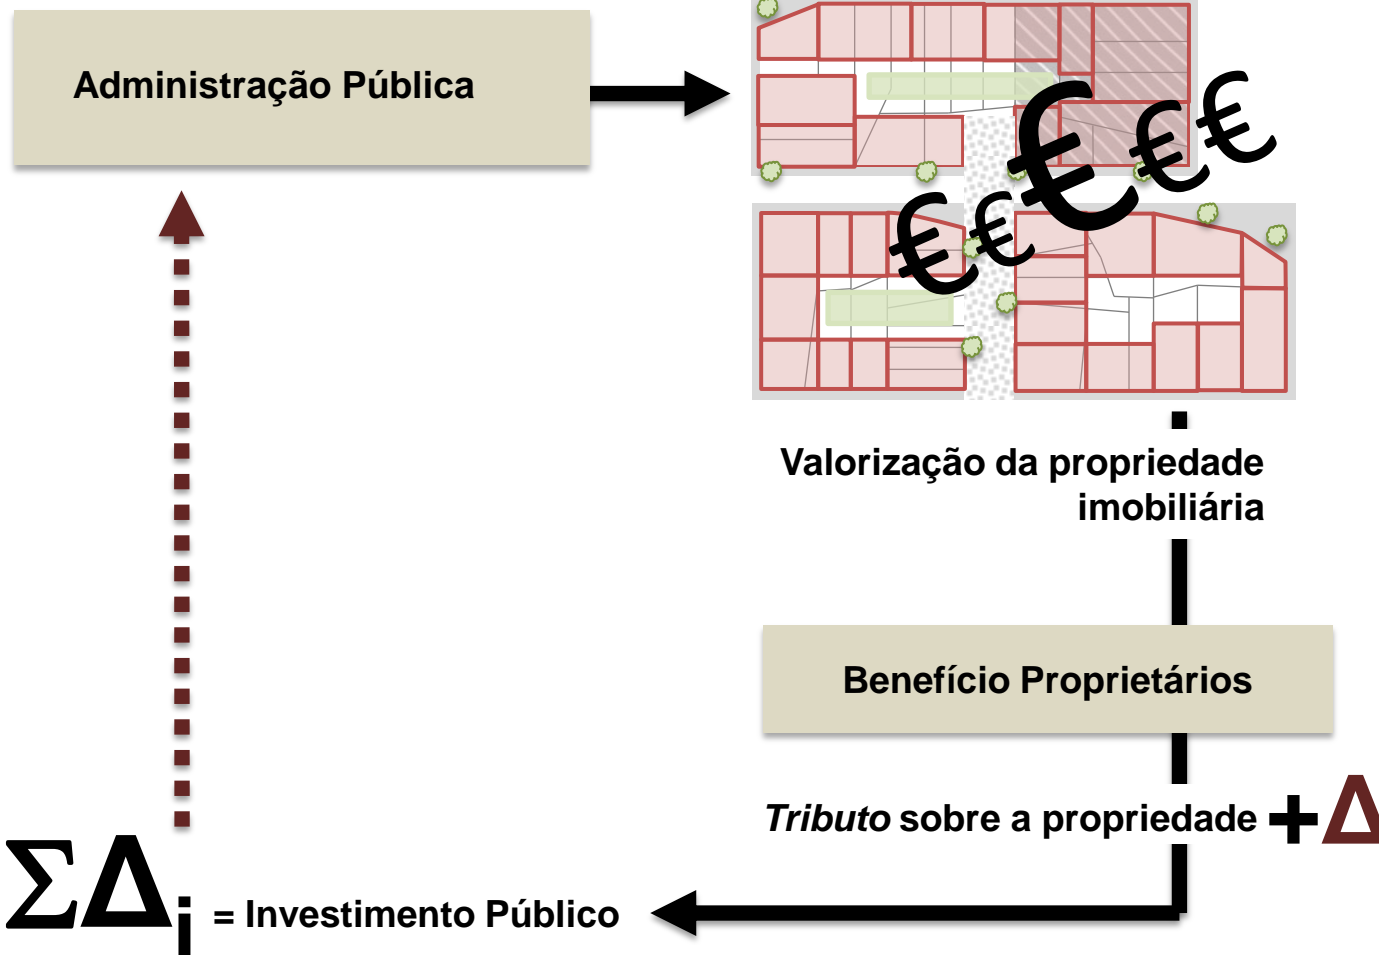 Administração Pública
€ € € € €
Valorização da propriedade
imobiliária
Benefício Proprietários
Tributo sobre a propriedade +Δ
ΣΔi = Investimento Público